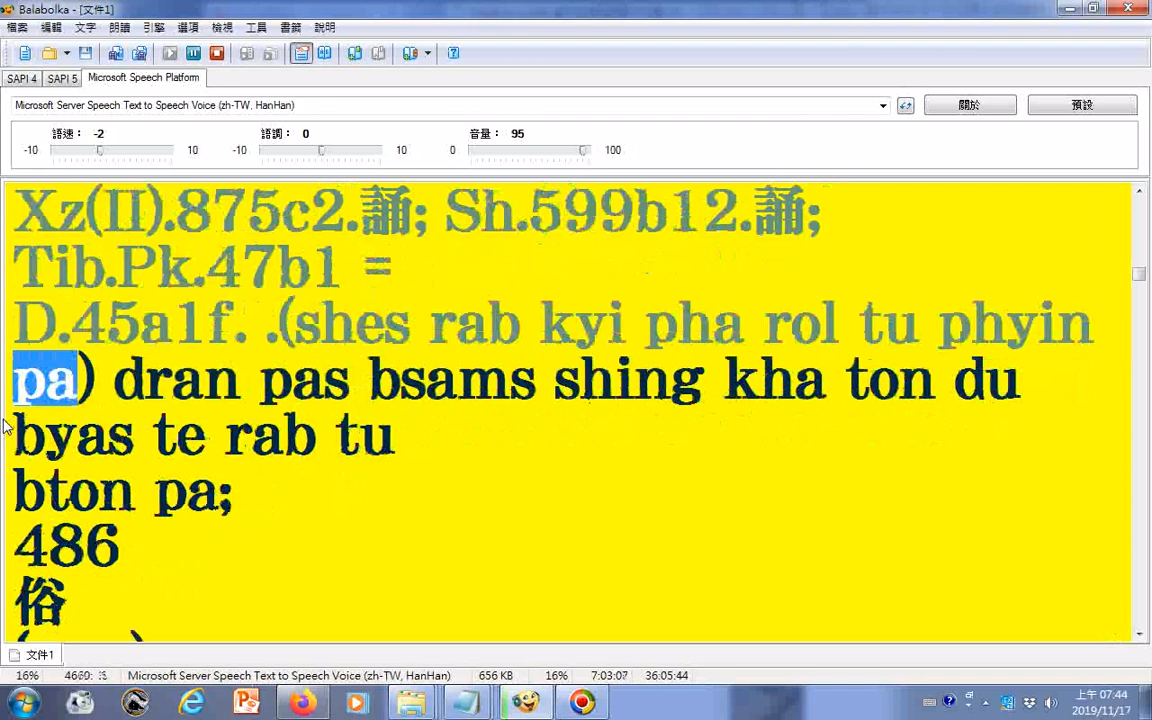 Balabolka - [文件1]
檔案 編輯 文字 朗讀 引擎 選項 檢視 工具 書籤 說明
SAPI 4 SAPI 5 Microsoft Speech Platform
Microsoft Server Speech Text to Speech Voice (zh-TW, HanHan) 關於 預設
語速： -2 語調： 0 音量： 95
-10 10 -10 10 0 100
Xz(II).875c2.誦; Sh.599b12.誦;
Tib.Pk.47b1 =
D.45a1f. .(shes rab kyi pha rol tu phyin
pa) dran pas bsams shing kha ton du
byas te rab tu
bton pa;
486
俗
文件1
16% Microsoft Server Speech Text to Speech Voice (zh-TW, HanHan) 656 KB 16% 7:03:07 36:05:44
上午 07:44
2019/11/17